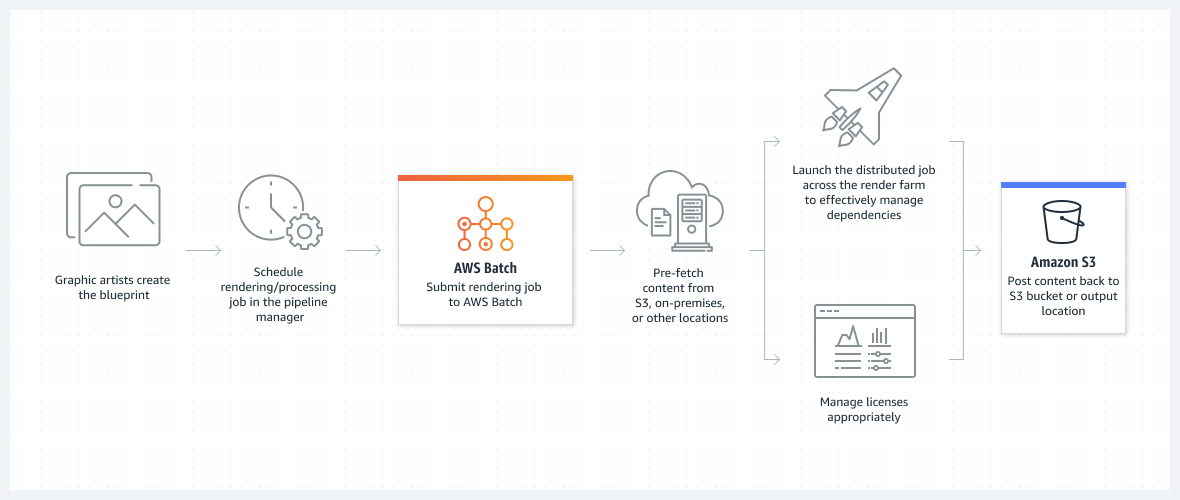 Graphic artists create
the blueprint
Schedule
rendering/processing
job in the pipeline
manager
AWS Batch
Submit rendering job
to AWS Batch
Pre-fetch
content from
S3, on-premises,
or other locations
Launch the distributed job
across the render farm
to effectively manage
dependencies
Manage licenses
appropriately
Amazon S3
Post content back to
S3 bucket or output
location